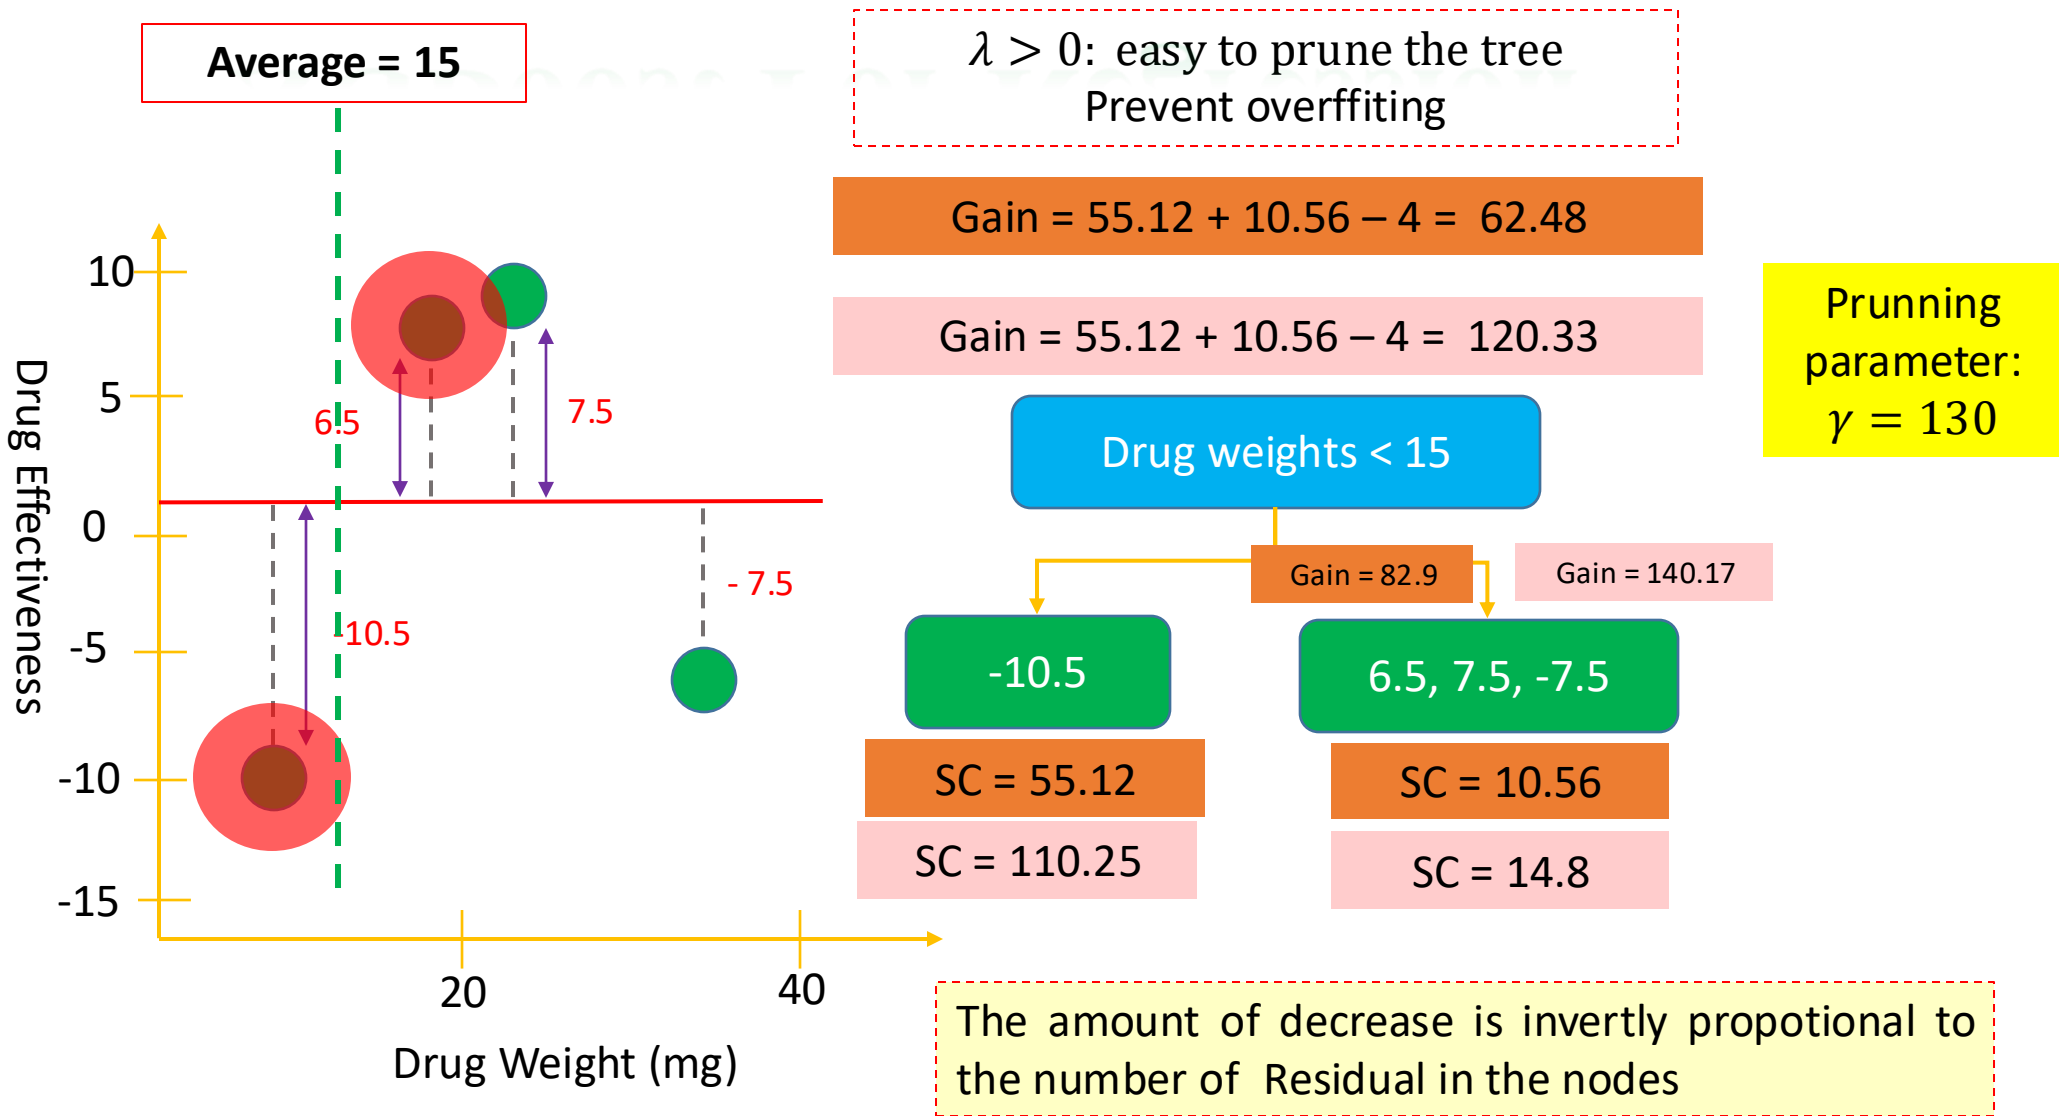 Average = 15
λ > 0: easy to prune the tree
Prevent overffiting
Gain = 55.12 + 10.56 – 4 = 62.48
Gain = 55.12 + 10.56 – 4 = 120.33
Prunning
parameter:
γ = 130
Drug weights < 15
Gain = 82.9
Gain = 140.17
-10.5
6.5, 7.5, -7.5
SC = 55.12
SC = 10.56
SC = 110.25
SC = 14.8
Drug Effectiveness
10
5
0
-5
-10
-15
6.5
7.5
- 7.5
-10.5
20
40
Drug Weight (mg)
The amount of decrease is invertly propotional to
the number of Residual in the nodes